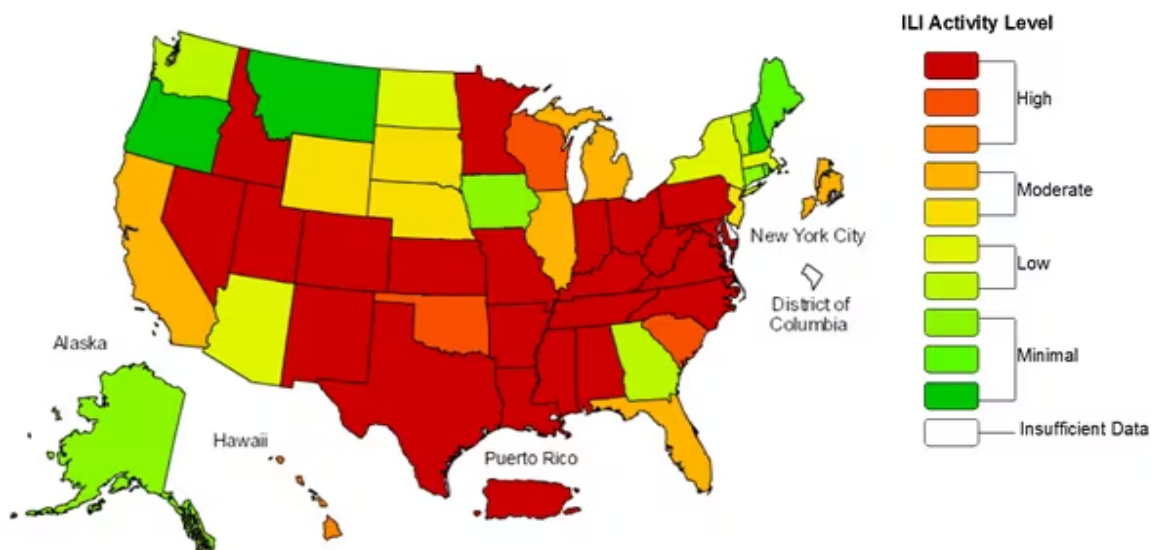 ILI Activity Level
High
Moderate
Low
Minimal
Insufficient Data
New York City
District of
Columbia
Alaska
Hawaii
Puerto Rico